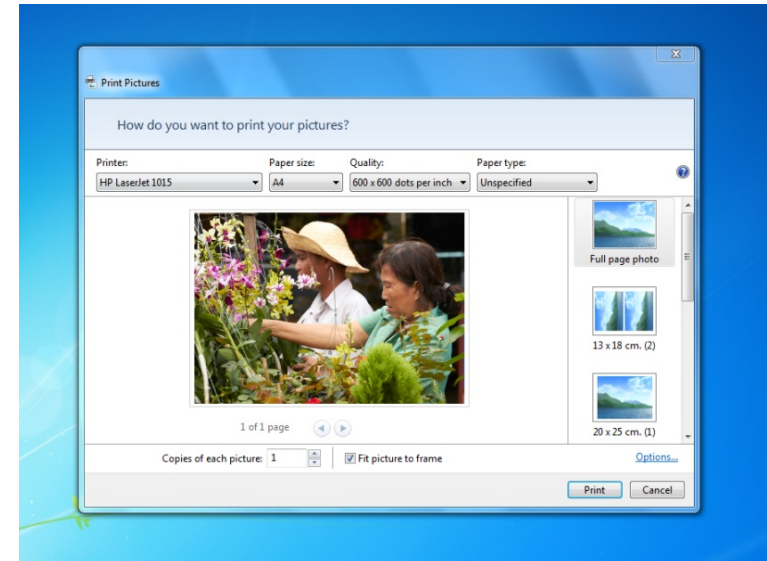 Print Pictures
How do you want to print your pictures?
Printer: Paper size: Quality: Paper type:
HP LaserJet 1015 A4 600 x 600 dots per inch Unspecified
Full page photo
13 x 18 cm. (2)
20 x 25 cm. (1)
1 of 1 page
Copies of each picture: 1 Fit picture to frame Options...
Print Cancel